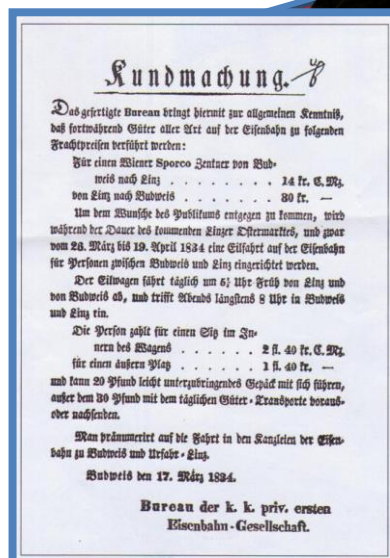 Kundmachung.
Das gefertigte Bureau bringt hiermit zur allgemeinen Kenntniß,
daß fortwährend Güter aller Art auf der Eisenbahn zu folgenden
Frachtpreisen verführt werden:
Für einen Wiener Sporco Zentner von Bud-
weis nach Linz . . . . . . . . 14 kr. C. Mz.
von Linz nach Budweis . . . . . . . 30 kr. —
Um dem Wunsche des Publikums entgegen zu kommen, wird
während der Dauer des kommenden Linzer Ostermarktes, und zwar
vom 28. März bis 19. April 1834 eine Eilfahrt auf der Eisenbahn
für Personen zwischen Budweis und Linz eingerichtet werden.
Der Eilwagen fährt täglich um 5½ Uhr Früh von Linz und
von Budweis ab, und trifft Abends längstens 8 Uhr in Budweis
und Linz ein.
Die Person zahlt für einen Sitz im In-
nern des Wagens . . . . . . 2 fl. 40 kr. C. Mz.
für einen äußern Platz . . . . . 1 fl. 40 kr. —
und kann 20 Pfund leicht unterzubringendes Gepäck mit sich führen,
außer dem 30 Pfund mit dem täglichen Güter-Transporte voraus-
oder nachsenden.
Man pränumerirt auf die Fahrt in den Kanzleien der Eisen-
bahn zu Budweis und Urfahr-Linz.
Budweis den 17. März 1834.
Bureau der k. k. priv. ersten
Eisenbahn-Gesellschaft.